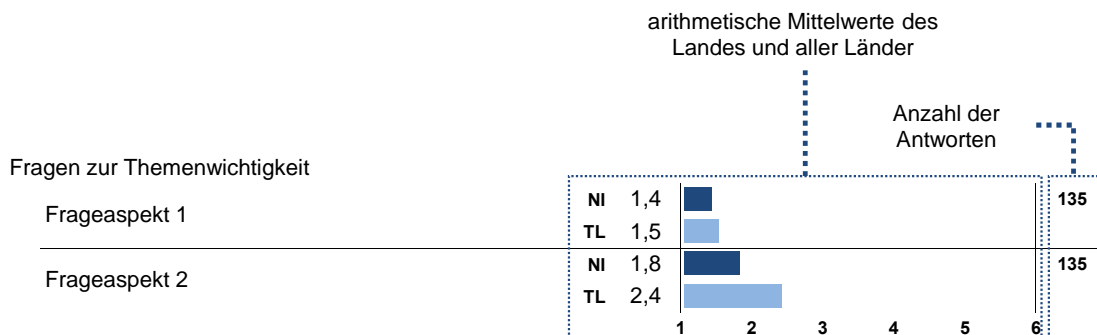 arithmetische Mittelwerte des
Landes und aller Länder
Anzahl der
Antworten
Fragen zur Themenwichtigkeit
Frageaspekt 1
NI 1,4 135
TL 1,5
Frageaspekt 2
NI 1,8 135
TL 2,4
1 2 3 4 5 6